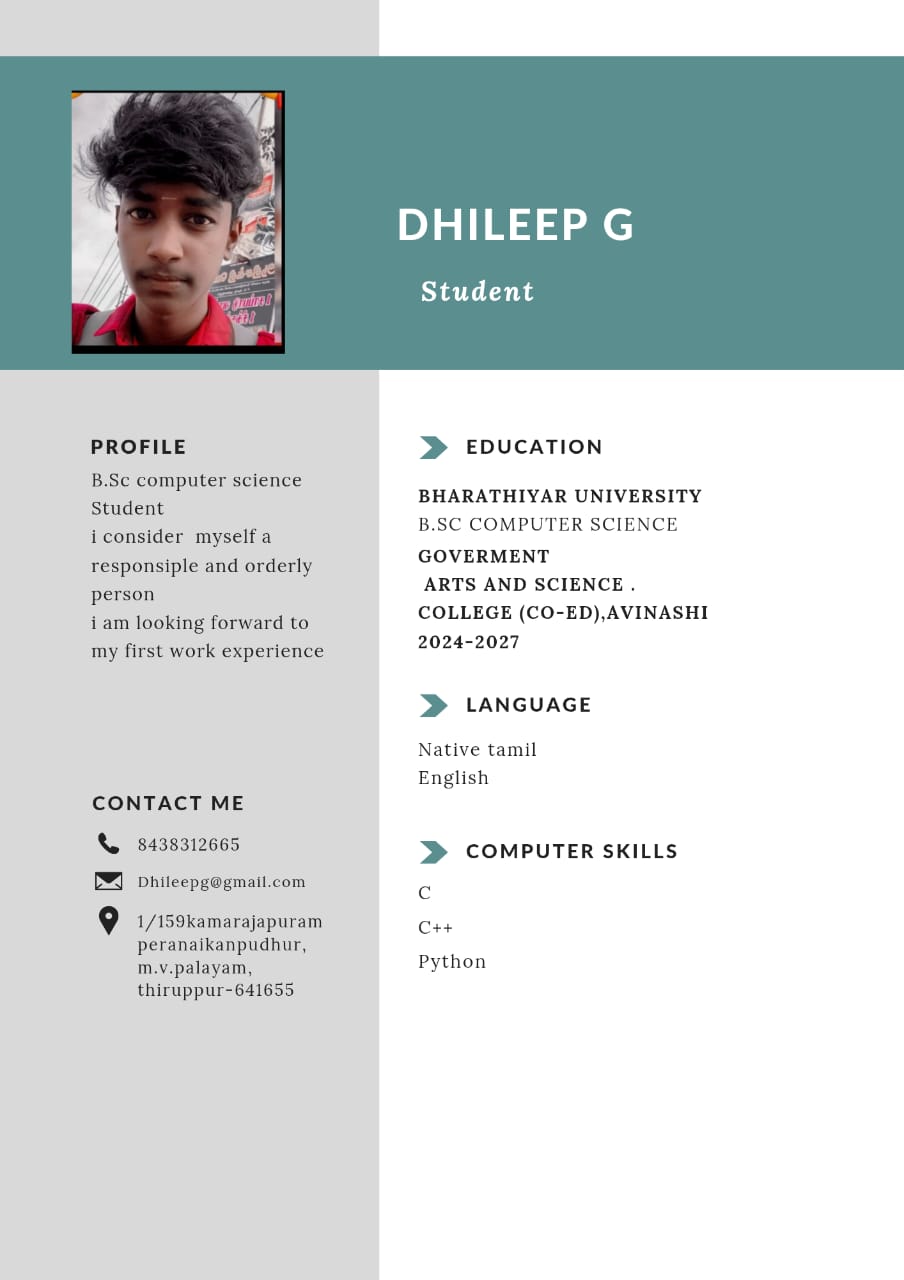 DHILEEP G
Student
PROFILE
B.Sc computer science
Student
i consider myself a
responsiple and orderly
person
i am looking forward to
my first work experience
CONTACT ME
8438312665
Dhileepg@gmail.com
1/159kamarajapuram
peranaikanpudhur,
m.v.palayam,
thiruppur-641655
EDUCATION
BHARATHIYAR UNIVERSITY
B.SC COMPUTER SCIENCE
GOVERMENT
ARTS AND SCIENCE .
COLLEGE (CO-ED),AVINASHI
2024-2027
LANGUAGE
Native tamil
English
COMPUTER SKILLS
C
C++
Python